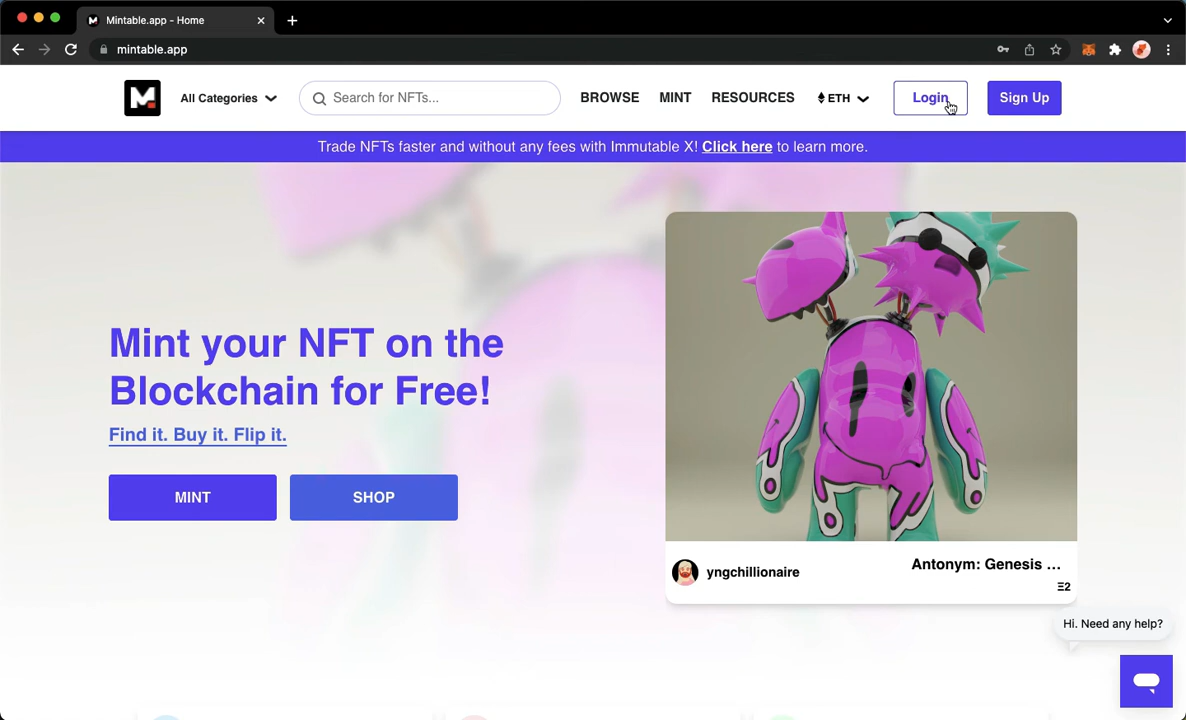 Mintable.app - Home
mintable.app
All Categories
Search for NFTs...
BROWSE
MINT
RESOURCES
ETH
Login
Sign Up
Trade NFTs faster and without any fees with Immutable X! Click here to learn more.
Mint your NFT on the
Blockchain for Free!
Find it. Buy it. Flip it.
MINT
SHOP
yngchillionaire
Antonym: Genesis ...
Ξ2
Hi. Need any help?